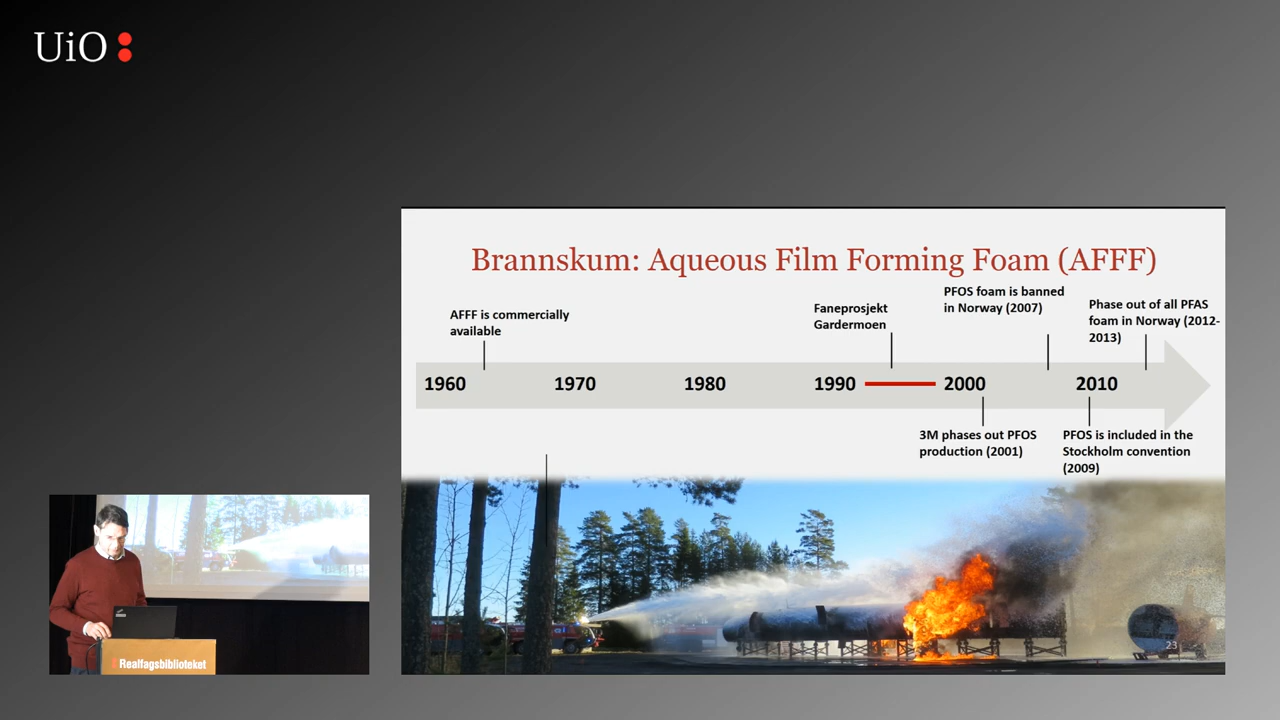 UiO
Brannskum: Aqueous Film Forming Foam (AFFF)
AFFF is commercially
available
Faneprosjekt
Gardermoen
PFOS foam is banned
in Norway (2007)
Phase out of all PFAS
foam in Norway (2012-
2013)
1960
1970
1980
1990
2000
2010
3M phases out PFOS
production (2001)
PFOS is included in the
Stockholm convention
(2009)
23
Realfagsbiblioteket